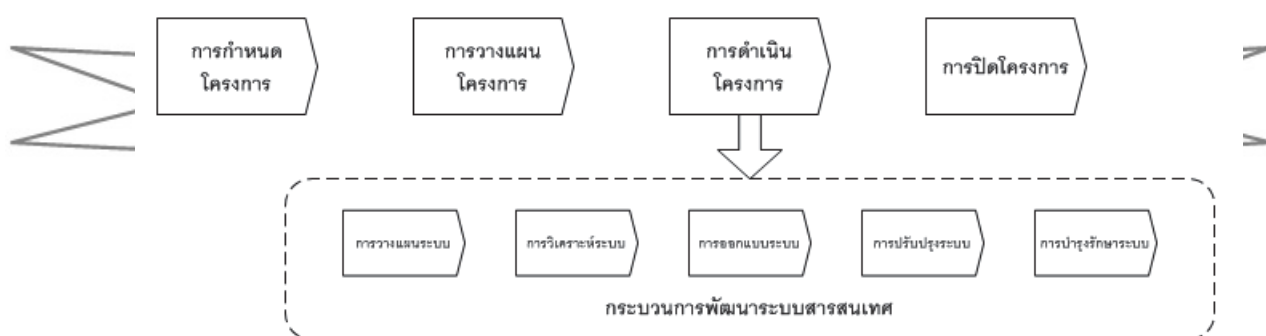 การกำหนด
โครงการ
การวางแผน
โครงการ
การดำเนิน
โครงการ
การปิดโครงการ
การวางแผนระบบ
การวิเคราะห์ระบบ
การออกแบบระบบ
การปรับปรุงระบบ
การบำรุงรักษาระบบ
กระบวนการพัฒนาระบบสารสนเทศ